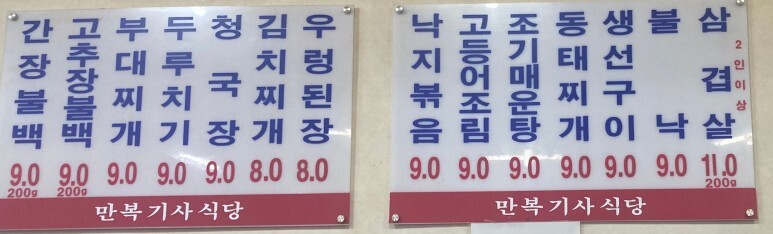 간장불백 9.0 200g
고추장불백 9.0 200g
부대찌개 9.0
두루치기 9.0
청국장 9.0
김치찌개 8.0
우렁된장 8.0
만복기사식당
낙지볶음 9.0
고등어조림 9.0
조기매운탕 9.0
동태찌개 9.0
생선구이 9.0
불낙 9.0
삼겹살 2인이상 11.0 200g
만복기사식당